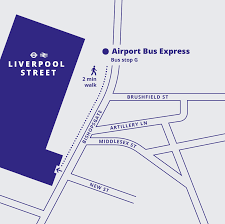 LIVERPOOL
STREET
Airport Bus Express
Bus stop G
2 min
walk
BRUSHFIELD ST
BISHOPSGATE
ARTILLERY LN
MIDDLESEX ST
NEW ST